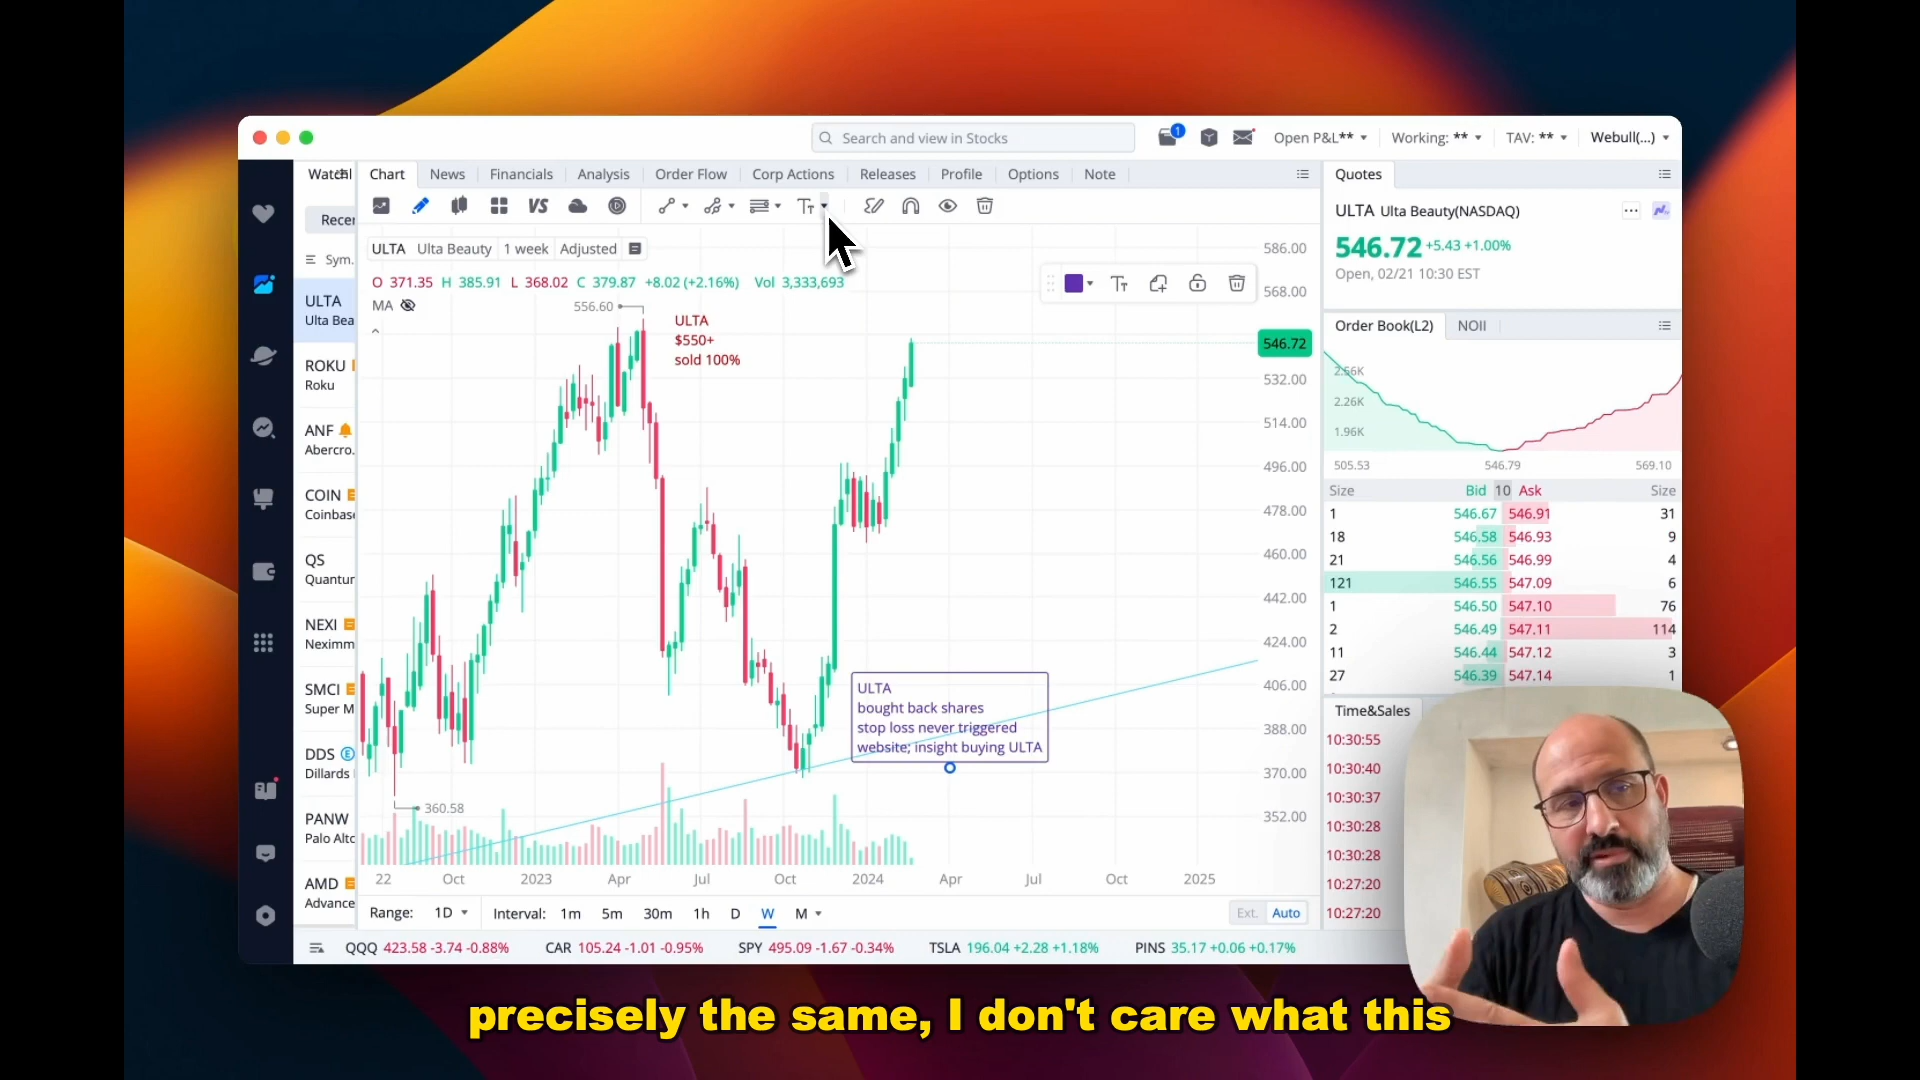 Search and view in Stocks
1
Open P&L**
Working: **
TAV: **
Webull(...)
Chart
News
Financials
Analysis
Order Flow
Corp Actions
Releases
Profile
Options
Note
VS
ULTA Ulta Beauty 1 week Adjusted
O 371.35 H 385.91 L 368.02 C 379.87 +8.02 (+2.16%) Vol 3,333,693
MA
556.60
ULTA
$550+
sold 100%
ULTA
bought back shares
stop loss never triggered
website; insight buying ULTA
360.58
586.00
568.00
546.72
532.00
514.00
496.00
478.00
460.00
442.00
424.00
406.00
388.00
370.00
352.00
22 Oct 2023 Apr Jul Oct 2024 Apr Jul Oct 2025
Range: 1D Interval: 1m 5m 30m 1h D W M
Ext. Auto
Recen
Sym.
ULTA
Ulta Bea
ROKU
Roku
ANF
Abercro.
COIN
Coinbase
QS
Quantur
NEXI
Neximm
SMCI
Super M
DDS E
Dillards
PANW
Palo Alto
AMD
Advance
Quotes
ULTA Ulta Beauty(NASDAQ)
546.72 +5.43 +1.00%
Open, 02/21 10:30 EST
Order Book(L2) NOII
2.56K
2.26K
1.96K
505.53 546.79 569.10
Size Bid 10 Ask Size
1 546.67 546.91 31
18 546.58 546.93 9
21 546.56 546.99 4
121 546.55 547.09 6
1 546.50 547.10 76
2 546.49 547.11 114
11 546.44 547.12 3
27 546.39 547.14 1
Time&Sales
10:30:55
10:30:40
10:30:37
10:30:28
10:30:28
10:27:20
10:27:20
QQQ 423.58 -3.74 -0.88% CAR 105.24 -1.01 -0.95% SPY 495.09 -1.67 -0.34% TSLA 196.04 +2.28 +1.18% PINS 35.17 +0.06 +0.17%
precisely the same, I don't care what this